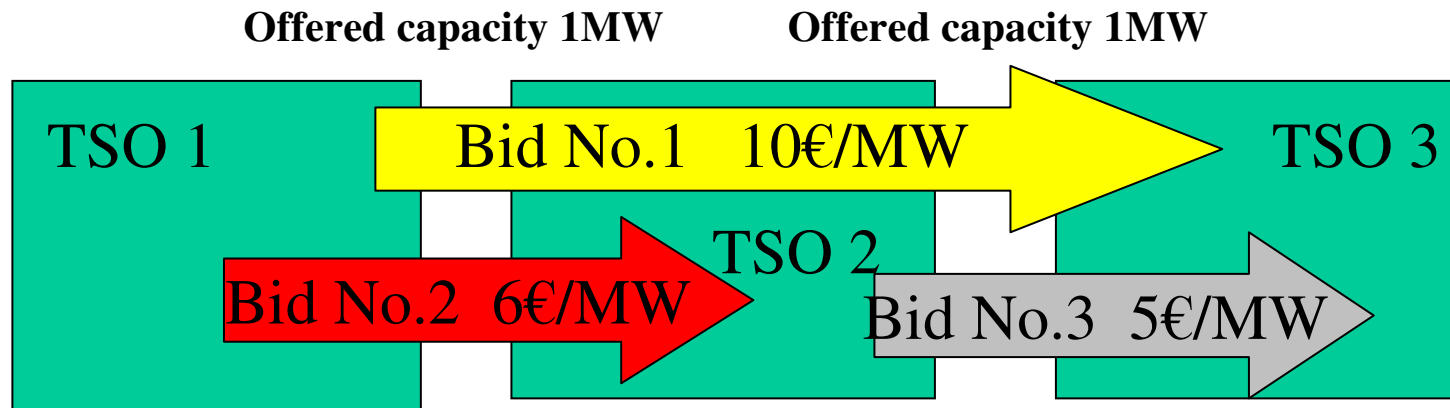 Offered capacity 1MW
Offered capacity 1MW
TSO 1
Bid No.1 10€/MW
TSO 3
TSO 2
Bid No.2 6€/MW
Bid No.3 5€/MW